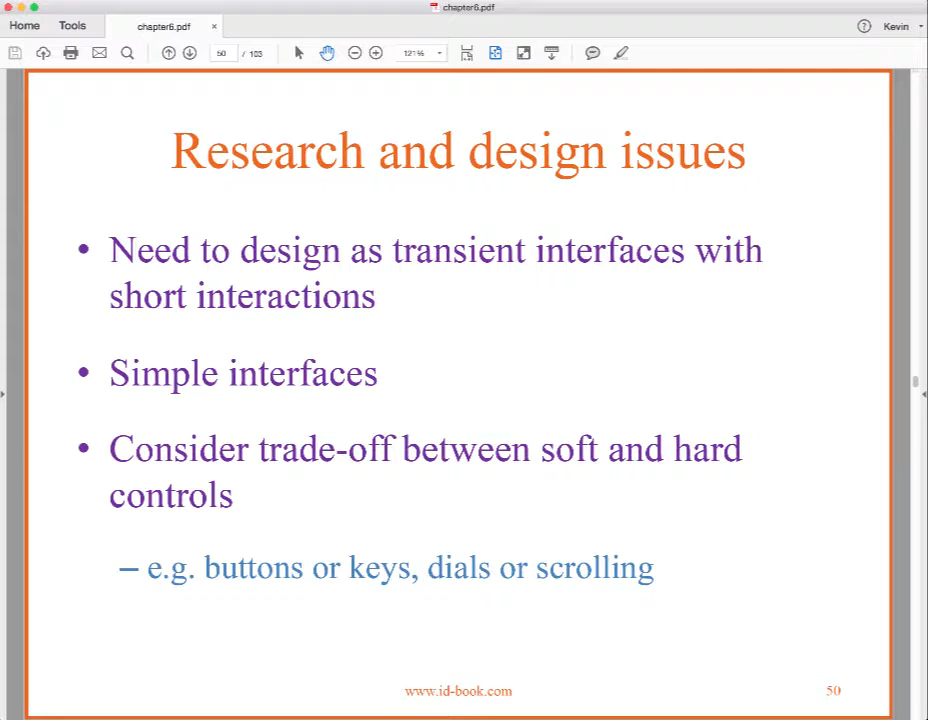 chapter6.pdf
Home Tools chapter6.pdf × Kevin
50 / 103 121%
Research and design issues
• Need to design as transient interfaces with
short interactions
• Simple interfaces
• Consider trade-off between soft and hard
controls
– e.g. buttons or keys, dials or scrolling
www.id-book.com 50